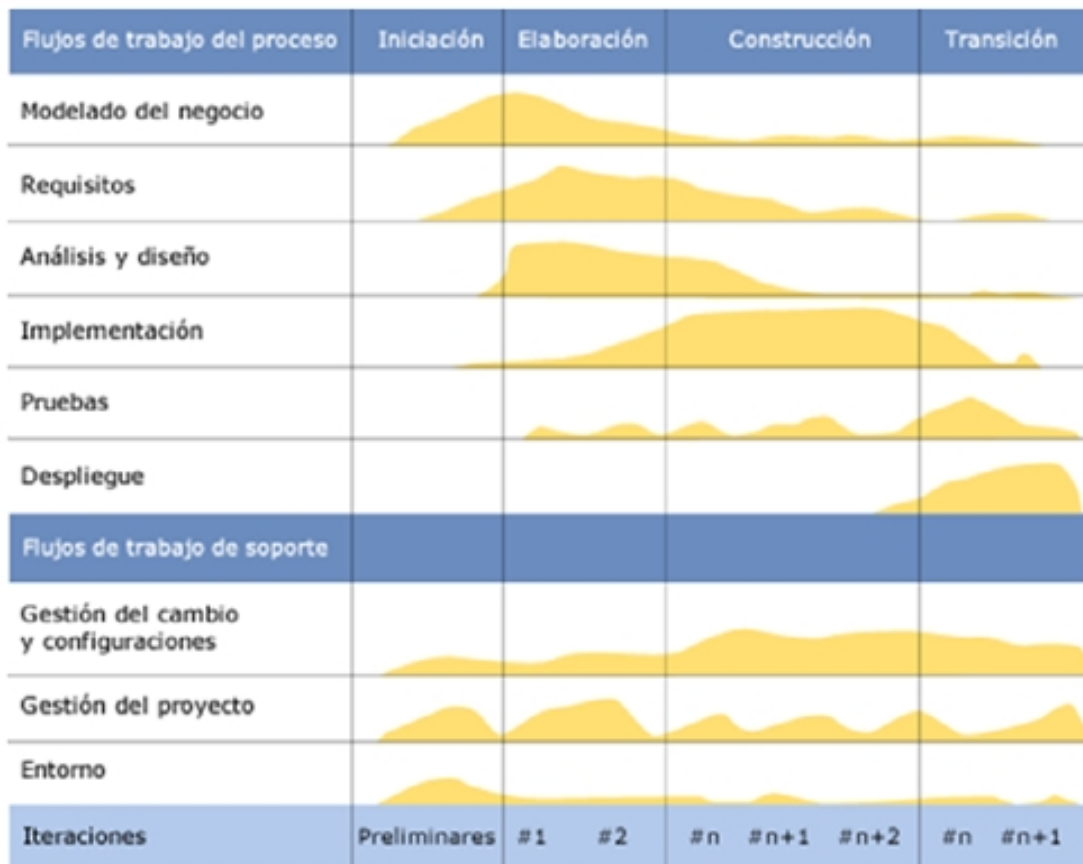 Flujos de trabajo del proceso Iniciación Elaboración Construcción Transición
Modelado del negocio
Requisitos
Análisis y diseño
Implementación
Pruebas
Despliegue
Flujos de trabajo de soporte
Gestión del cambio
y configuraciones
Gestión del proyecto
Entorno
Iteraciones Preliminares #1 #2 #n #n+1 #n+2 #n #n+1